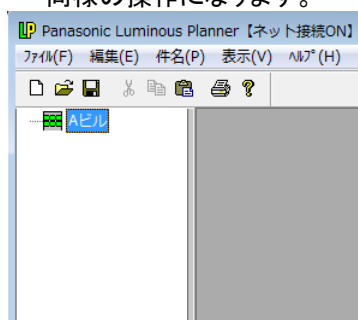 同様の操作になります。
LP Panasonic Luminous Planner【ネット接続ON】
ﾌｧｲﾙ(F) 編集(E) 件名(P) 表示(V) ﾍﾙﾌﾟ(H)
Aビル